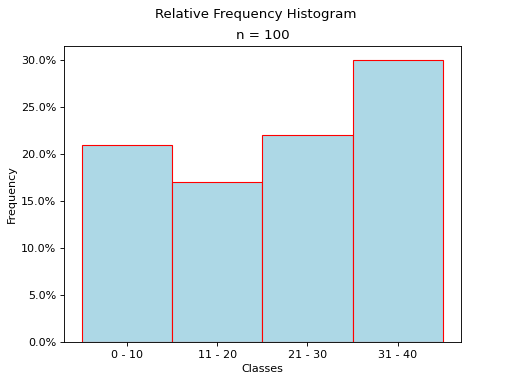 Relative Frequency Histogram
n = 100
30.0%
25.0%
20.0%
15.0%
10.0%
5.0%
0.0%
Frequency
0 - 10 11 - 20 21 - 30 31 - 40
Classes